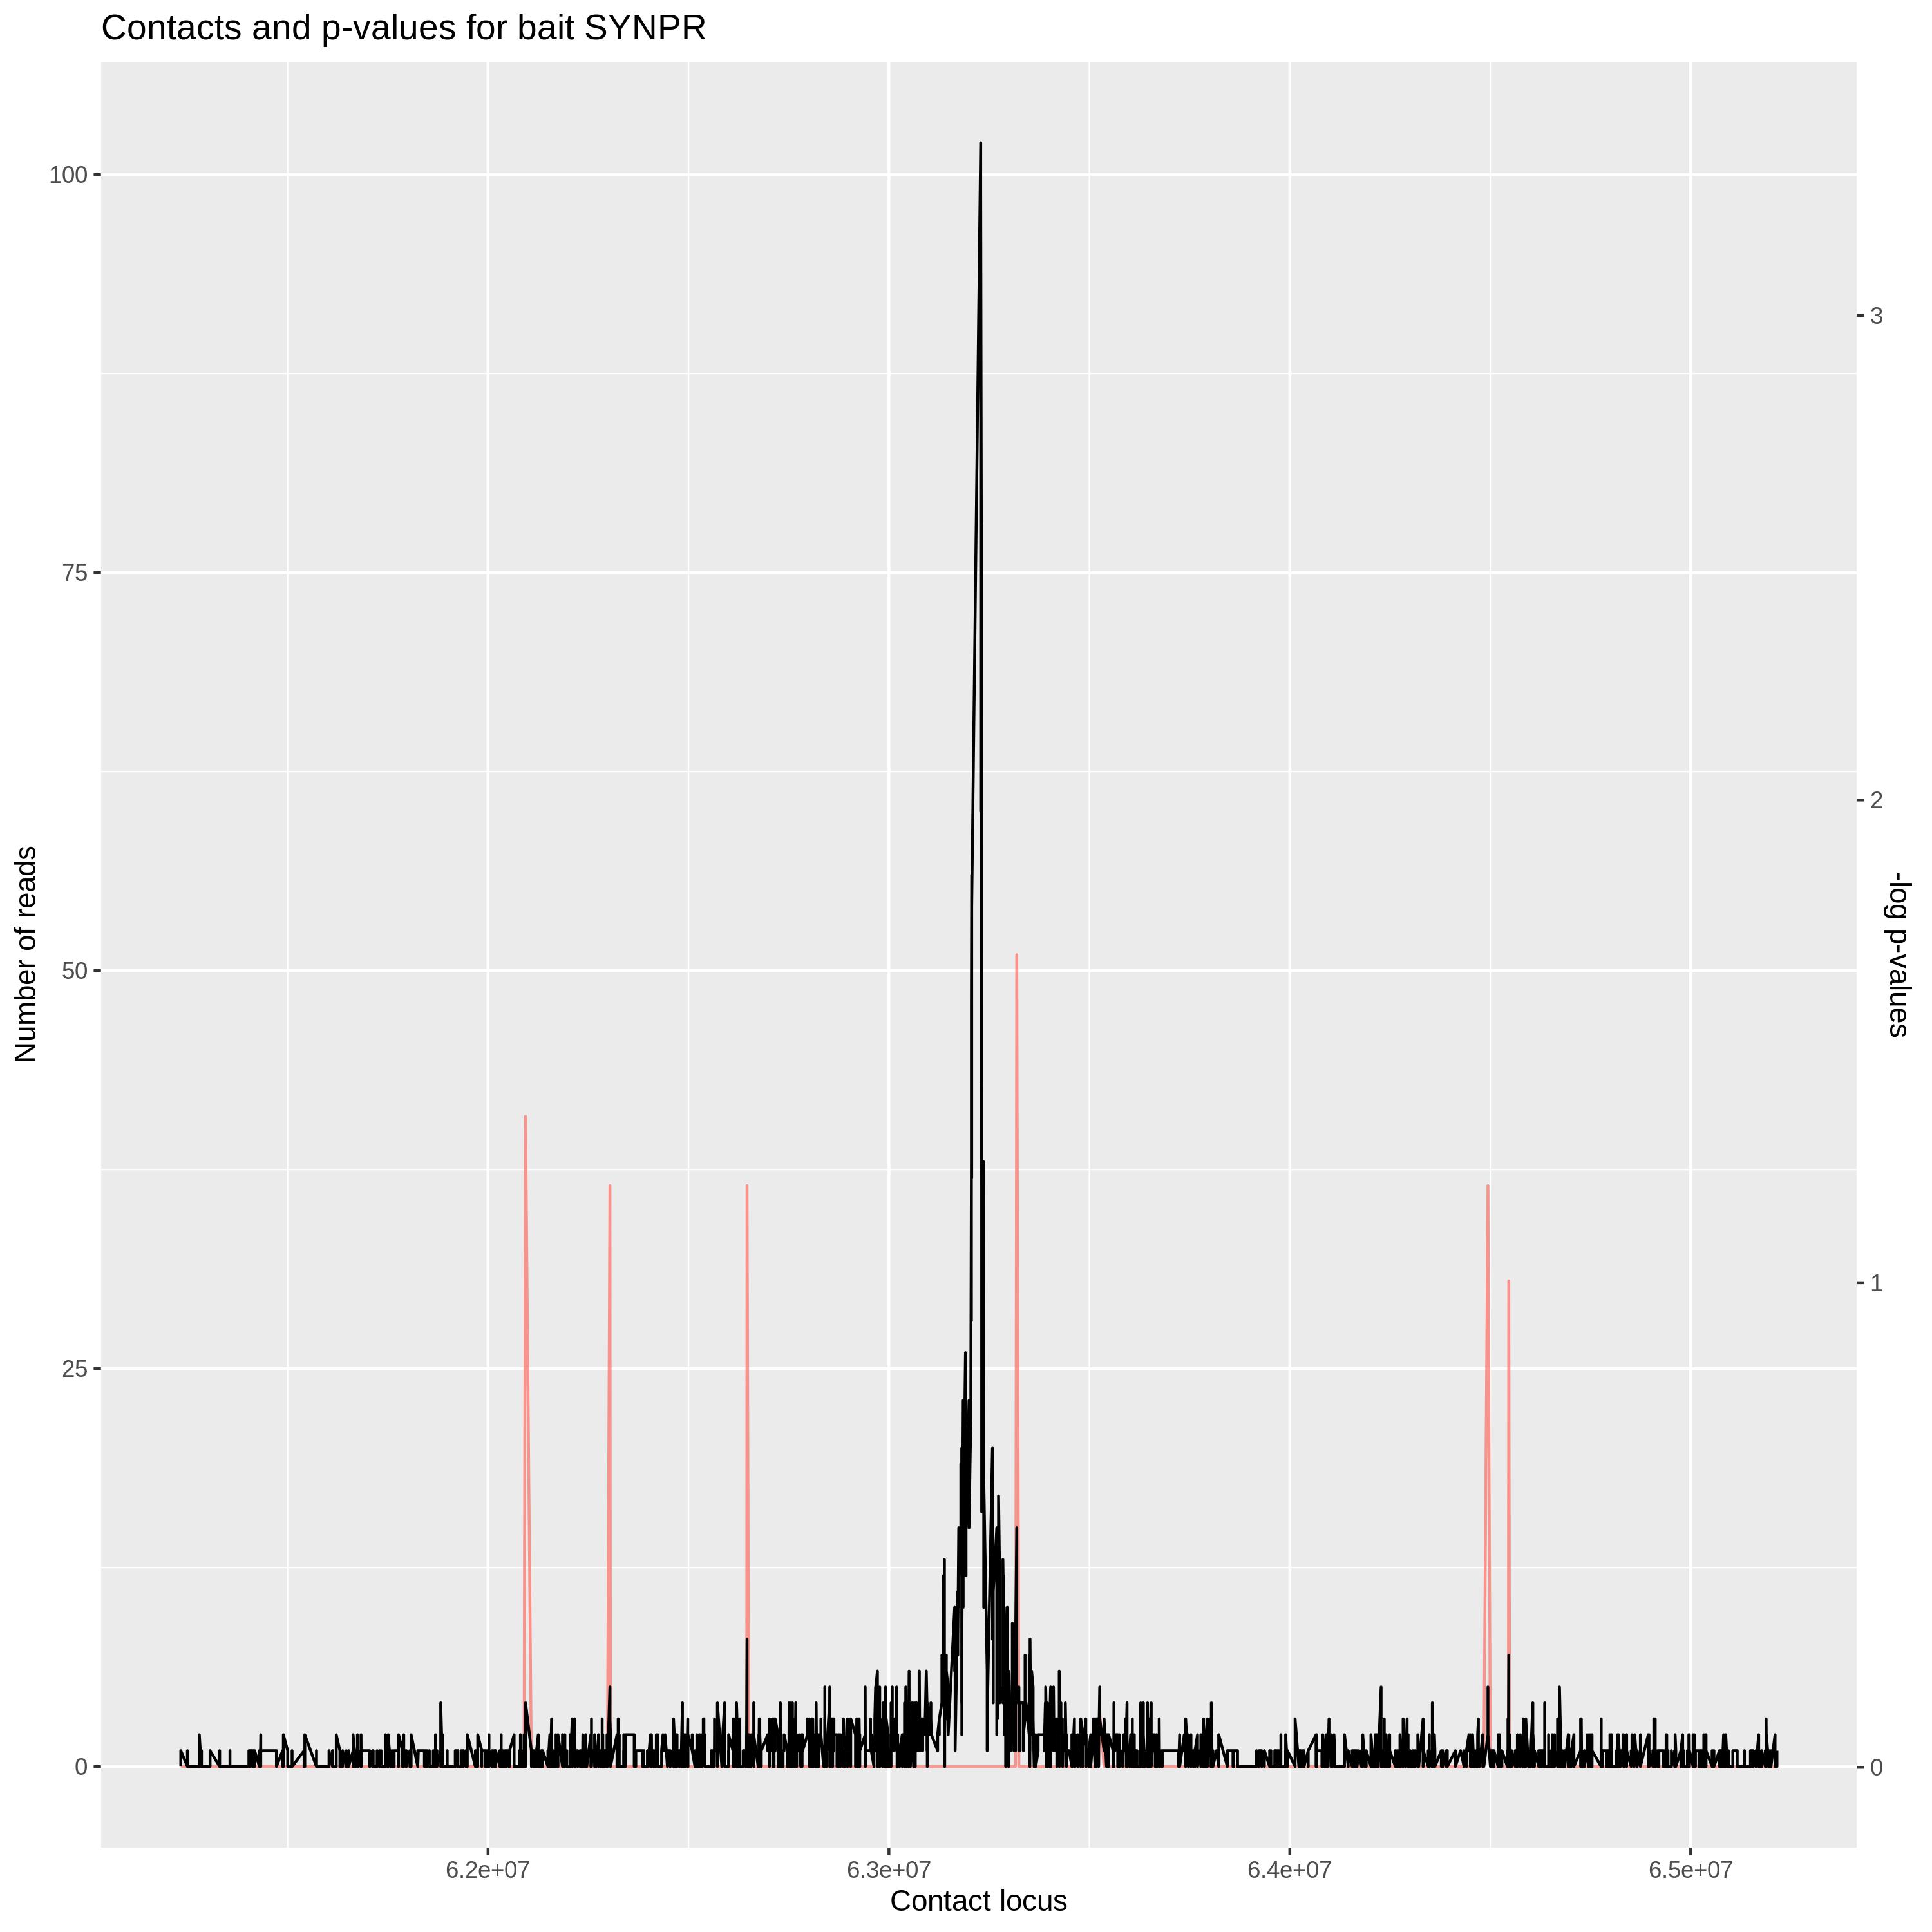 Contacts and p-values for bait SYNPR
100
75
50
25
0
Number of reads
3
2
1
0
-log p-values
6.2e+07
6.3e+07
6.4e+07
6.5e+07
Contact locus